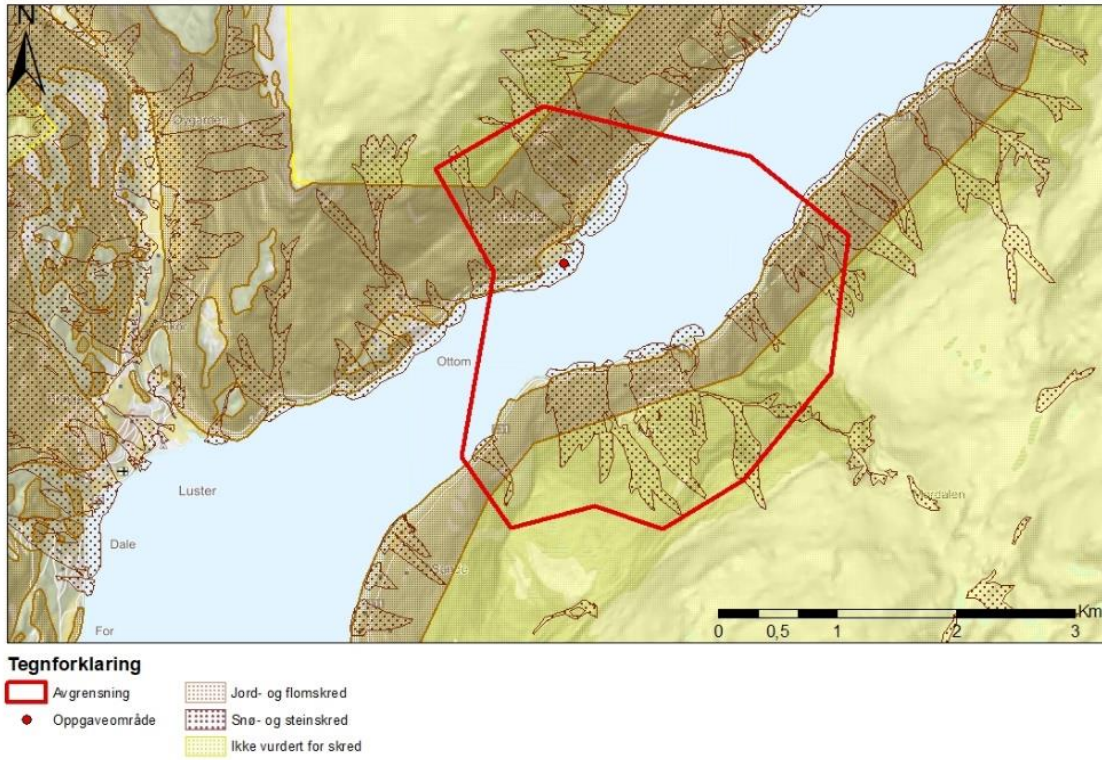 N
Ottom
Luster
Dale
For
Mordalen
Km
0 0,5 1 2 3
Tegnforklaring
Avgrensning
Oppgaveområde
Jord- og flomskred
Snø- og steinskred
Ikke vurdert for skred